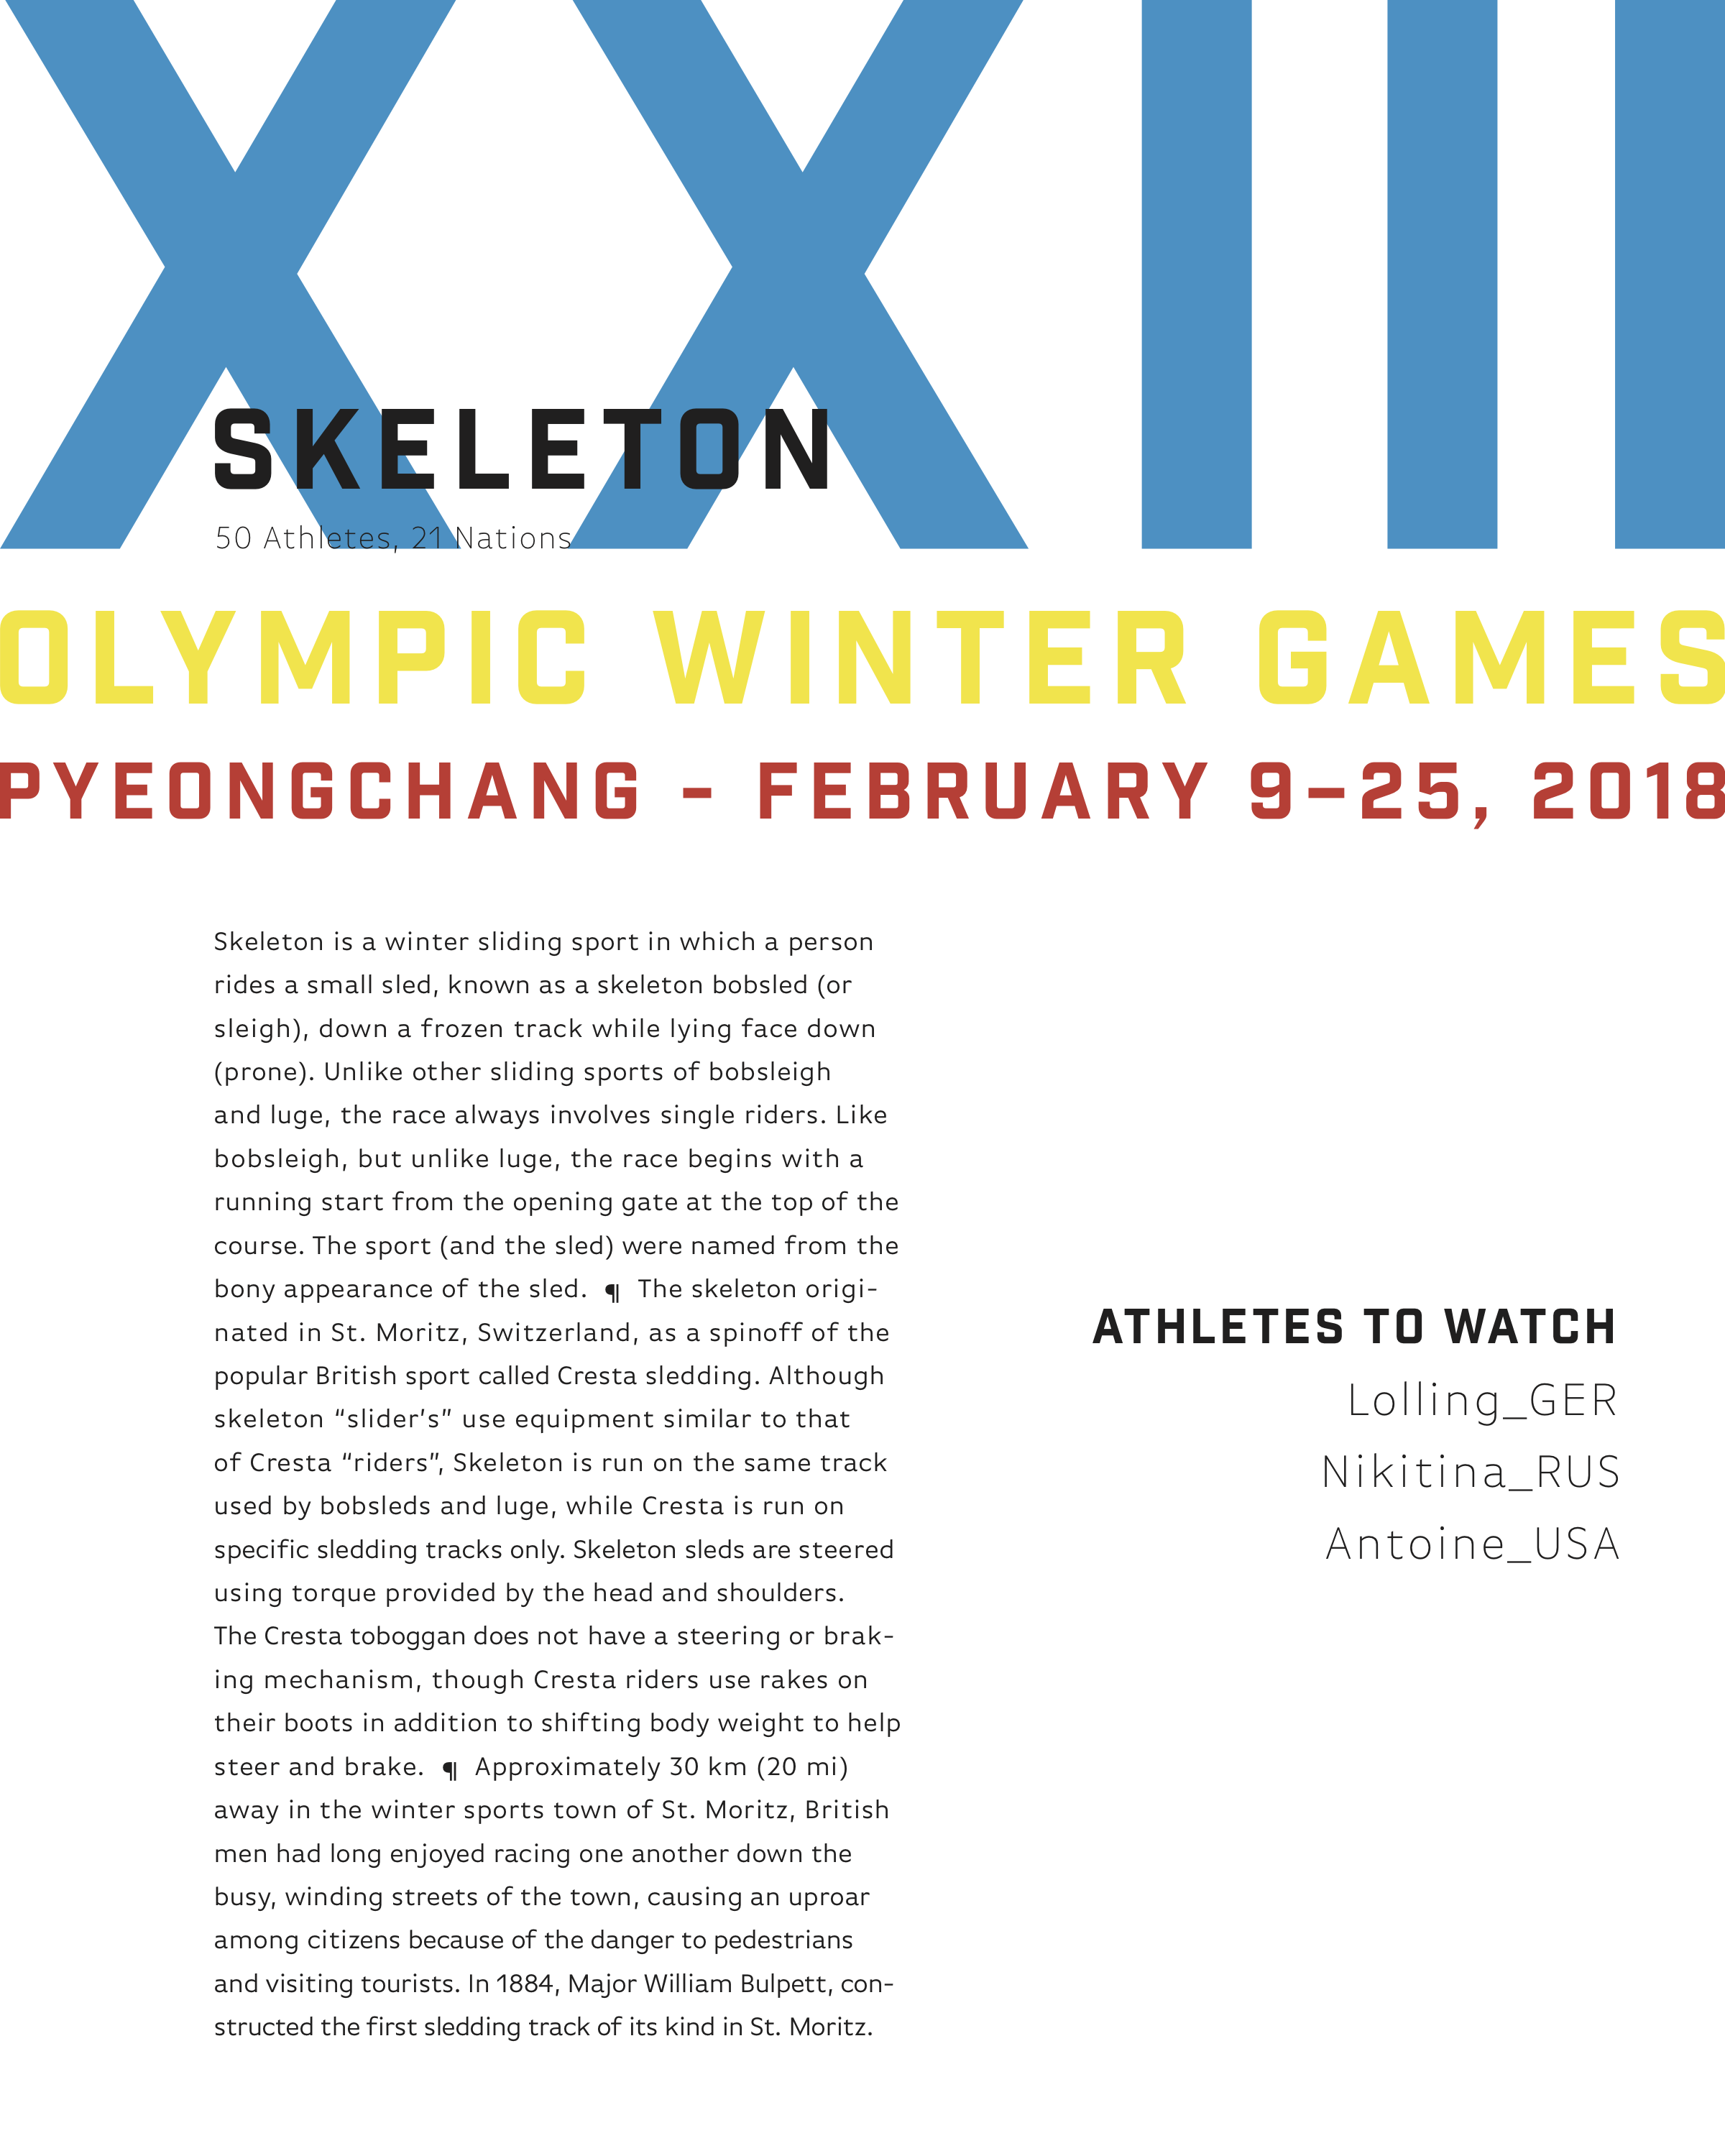 XXIII
SKELETON
50 Athletes, 21 Nations
OLYMPIC WINTER GAMES
PYEONGCHANG - FEBRUARY 9–25, 2018
Skeleton is a winter sliding sport in which a person
rides a small sled, known as a skeleton bobsled (or
sleigh), down a frozen track while lying face down
(prone). Unlike other sliding sports of bobsleigh
and luge, the race always involves single riders. Like
bobsleigh, but unlike luge, the race begins with a
running start from the opening gate at the top of the
course. The sport (and the sled) were named from the
bony appearance of the sled. ¶ The skeleton origi-
nated in St. Moritz, Switzerland, as a spinoff of the
popular British sport called Cresta sledding. Although
skeleton “slider’s” use equipment similar to that
of Cresta “riders”, Skeleton is run on the same track
used by bobsleds and luge, while Cresta is run on
specific sledding tracks only. Skeleton sleds are steered
using torque provided by the head and shoulders.
The Cresta toboggan does not have a steering or brak-
ing mechanism, though Cresta riders use rakes on
their boots in addition to shifting body weight to help
steer and brake. ¶ Approximately 30 km (20 mi)
away in the winter sports town of St. Moritz, British
men had long enjoyed racing one another down the
busy, winding streets of the town, causing an uproar
among citizens because of the danger to pedestrians
and visiting tourists. In 1884, Major William Bulpett, con-
structed the first sledding track of its kind in St. Moritz.
ATHLETES TO WATCH
Lolling_GER
Nikitina_RUS
Antoine_USA